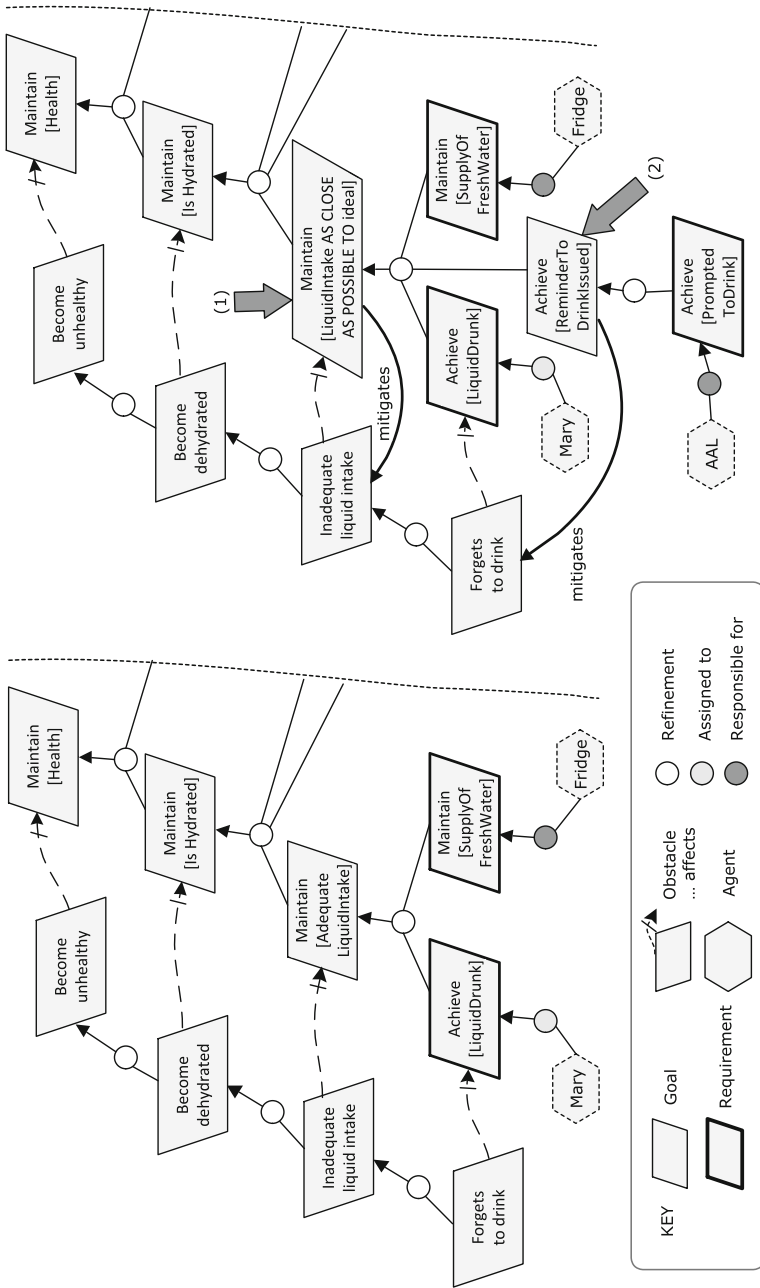 Maintain
[Health]
Become
unhealthy
Maintain
[Is Hydrated]
Become
dehydrated
Maintain
[Adequate
LiquidIntake]
Inadequate
liquid intake
Maintain
[SupplyOf
FreshWater]
Achieve
[LiquidDrunk]
Forgets
to drink
Fridge
Mary
Maintain
[Health]
Become
unhealthy
Maintain
[Is Hydrated]
Become
dehydrated
(1)
Maintain
[LiquidIntake AS CLOSE
AS POSSIBLE TO ideal]
mitigates
Inadequate
liquid intake
Maintain
[SupplyOf
FreshWater]
Achieve
[LiquidDrunk]
Forgets
to drink
Fridge
Mary
Achieve
[ReminderTo
DrinkIssued]
(2)
mitigates
Achieve
[Prompted
ToDrink]
AAL
KEY
Goal
Requirement
Obstacle
... affects
Agent
Refinement
Assigned to
Responsible for